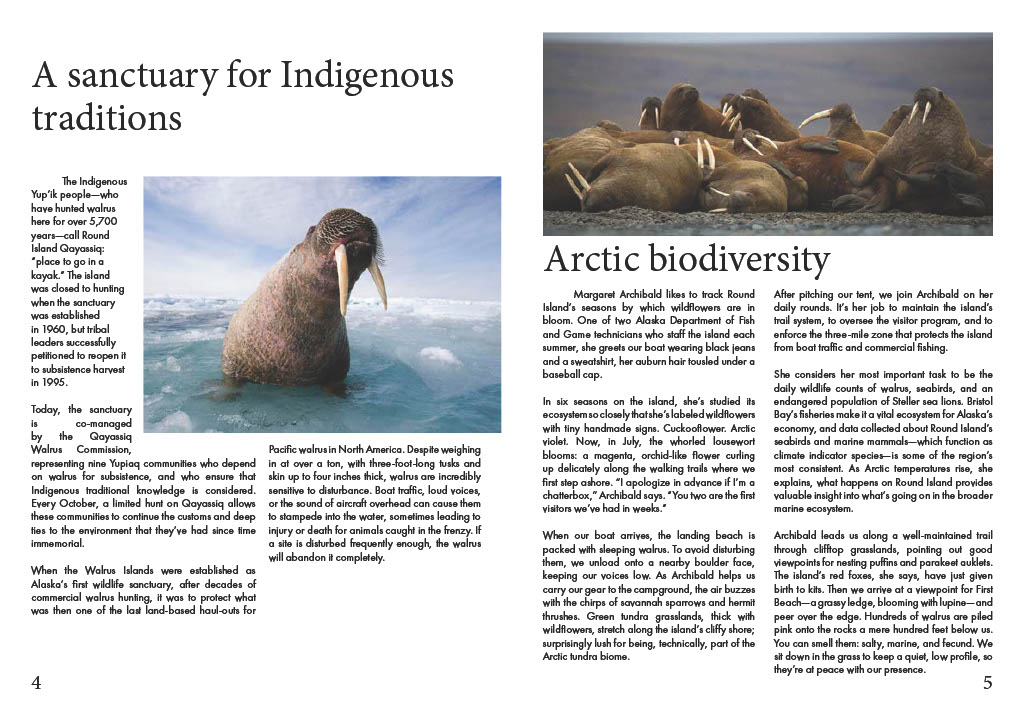 A sanctuary for Indigenous
traditions
The Indigenous
Yup’ik people—who
have hunted walrus
here for over 5,700
years—call Round
Island Qayassiq:
“place to go in a
kayak.” The island
was closed to hunting
when the sanctuary
was established
in 1960, but tribal
leaders successfully
petitioned to reopen it
to subsistence harvest
in 1995.
Today, the sanctuary
is co-managed
by the Qayassiq
Walrus Commission,
representing nine Yupiaq communities who depend
on walrus for subsistence, and who ensure that
Indigenous traditional knowledge is considered.
Every October, a limited hunt on Qayassiq allows
these communities to continue the customs and deep
ties to the environment that they’ve had since time
immemorial.
When the Walrus Islands were established as
Alaska’s first wildlife sanctuary, after decades of
commercial walrus hunting, it was to protect what
was then one of the last land-based haul-outs for
Pacific walrus in North America. Despite weighing
in at over a ton, with three-foot-long tusks and
skin up to four inches thick, walrus are incredibly
sensitive to disturbance. Boat traffic, loud voices,
or the sound of aircraft overhead can cause them
to stampede into the water, sometimes leading to
injury or death for animals caught in the frenzy. If
a site is disturbed frequently enough, the walrus
will abandon it completely.
4
Arctic biodiversity
Margaret Archibald likes to track Round
Island’s seasons by which wildflowers are in
bloom. One of two Alaska Department of Fish
and Game technicians who staff the island each
summer, she greets our boat wearing black jeans
and a sweatshirt, her auburn hair tousled under a
baseball cap.
In six seasons on the island, she’s studied its
ecosystem so closely that she’s labeled wildflowers
with tiny handmade signs. Cuckooflower. Arctic
violet. Now, in July, the whorled lousewort
blooms: a magenta, orchid-like flower curling
up delicately along the walking trails where we
first step ashore. “I apologize in advance if I’m a
chatterbox,” Archibald says. “You two are the first
visitors we’ve had in weeks.”
When our boat arrives, the landing beach is
packed with sleeping walrus. To avoid disturbing
them, we unload onto a nearby boulder face,
keeping our voices low. As Archibald helps us
carry our gear to the campground, the air buzzes
with the chirps of savannah sparrows and hermit
thrushes. Green tundra grasslands, thick with
wildflowers, stretch along the island’s cliffy shore;
surprisingly lush for being, technically, part of the
Arctic tundra biome.
After pitching our tent, we join Archibald on her
daily rounds. It’s her job to maintain the island’s
trail system, to oversee the visitor program, and to
enforce the three-mile zone that protects the island
from boat traffic and commercial fishing.
She considers her most important task to be the
daily wildlife counts of walrus, seabirds, and an
endangered population of Steller sea lions. Bristol
Bay’s fisheries make it a vital ecosystem for Alaska’s
economy, and data collected about Round Island’s
seabirds and marine mammals—which function as
climate indicator species—is some of the region’s
most consistent. As Arctic temperatures rise, she
explains, what happens on Round Island provides
valuable insight into what’s going on in the broader
marine ecosystem.
Archibald leads us along a well-maintained trail
through clifftop grasslands, pointing out good
viewpoints for nesting puffins and parakeet auklets.
The island’s red foxes, she says, have just given
birth to kits. Then we arrive at a viewpoint for First
Beach—a grassy ledge, blooming with lupine—and
peer over the edge. Hundreds of walrus are piled
pink onto the rocks a mere hundred feet below us.
You can smell them: salty, marine, and fecund. We
sit down in the grass to keep a quiet, low profile, so
they’re at peace with our presence.
5